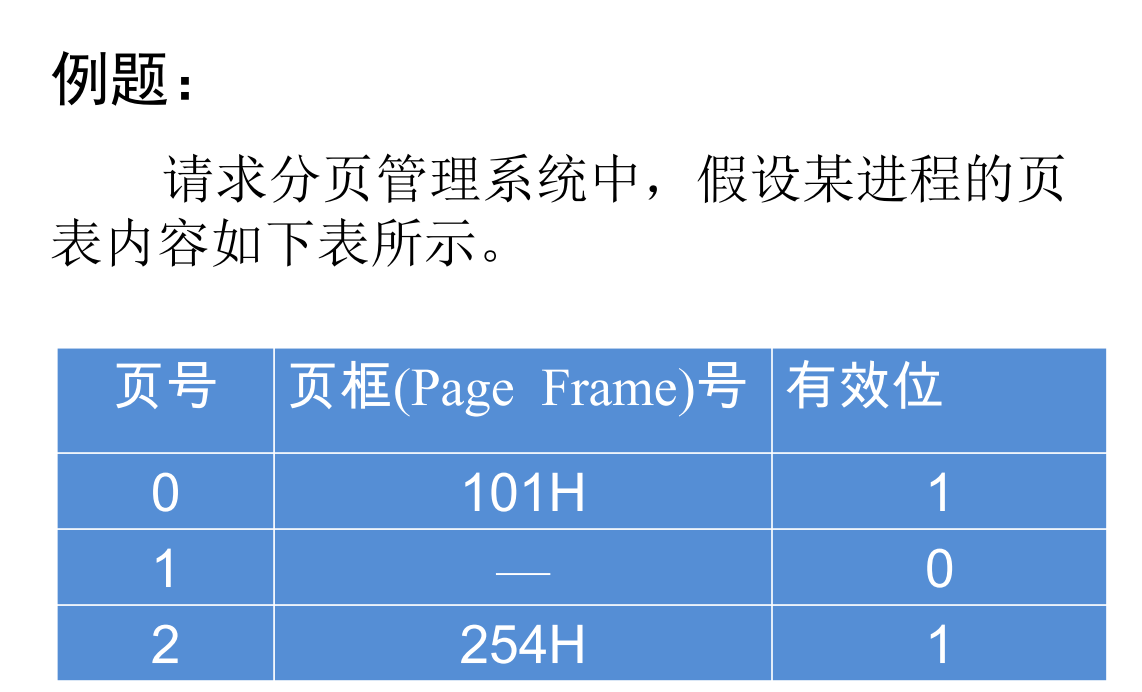 例题：
请求分页管理系统中，假设某进程的页
表内容如下表所示。
页号 页框(Page Frame)号 有效位
0 101H 1
1 — 0
2 254H 1